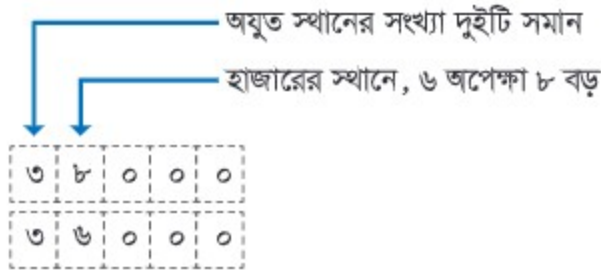 অযুত স্থানের সংখ্যা দুইটি সমান
হাজারের স্থানে, ৬ অপেক্ষা ৮ বড়
৩ ৮ ০ ০ ০
৩ ৬ ০ ০ ০